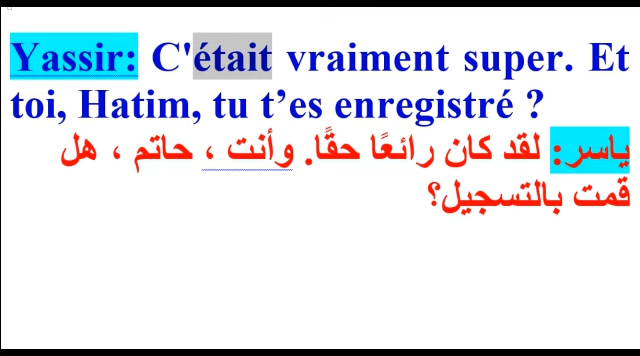 Yassir: C'était vraiment super. Et
toi, Hatim, tu t’es enregistré ?
ياسر: لقد كان رائعًا حقًا. وأنت ، حاتم ، هل
قمت بالتسجيل؟